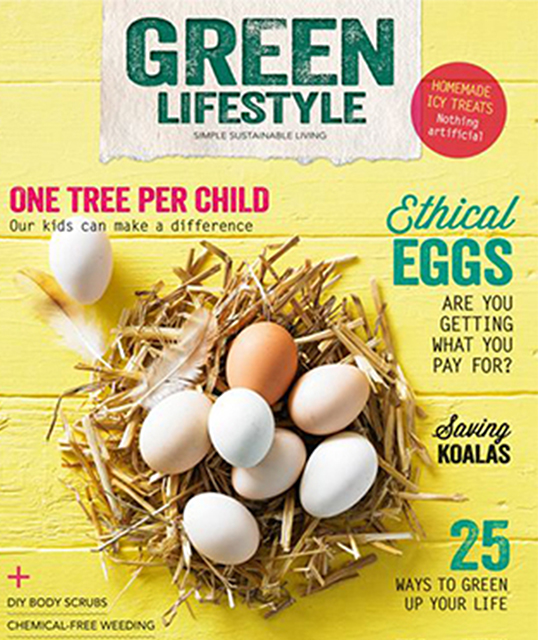 GREEN
LIFESTYLE
SIMPLE SUSTAINABLE LIVING
HOMEMADE
ICY TREATS
Nothing
artificial
ONE TREE PER CHILD
Our kids can make a difference
Ethical
EGGS
ARE YOU
GETTING
WHAT YOU
PAY FOR?
Saving
KOALAS
25
WAYS TO GREEN
UP YOUR LIFE
+
DIY BODY SCRUBS
CHEMICAL-FREE WEEDING